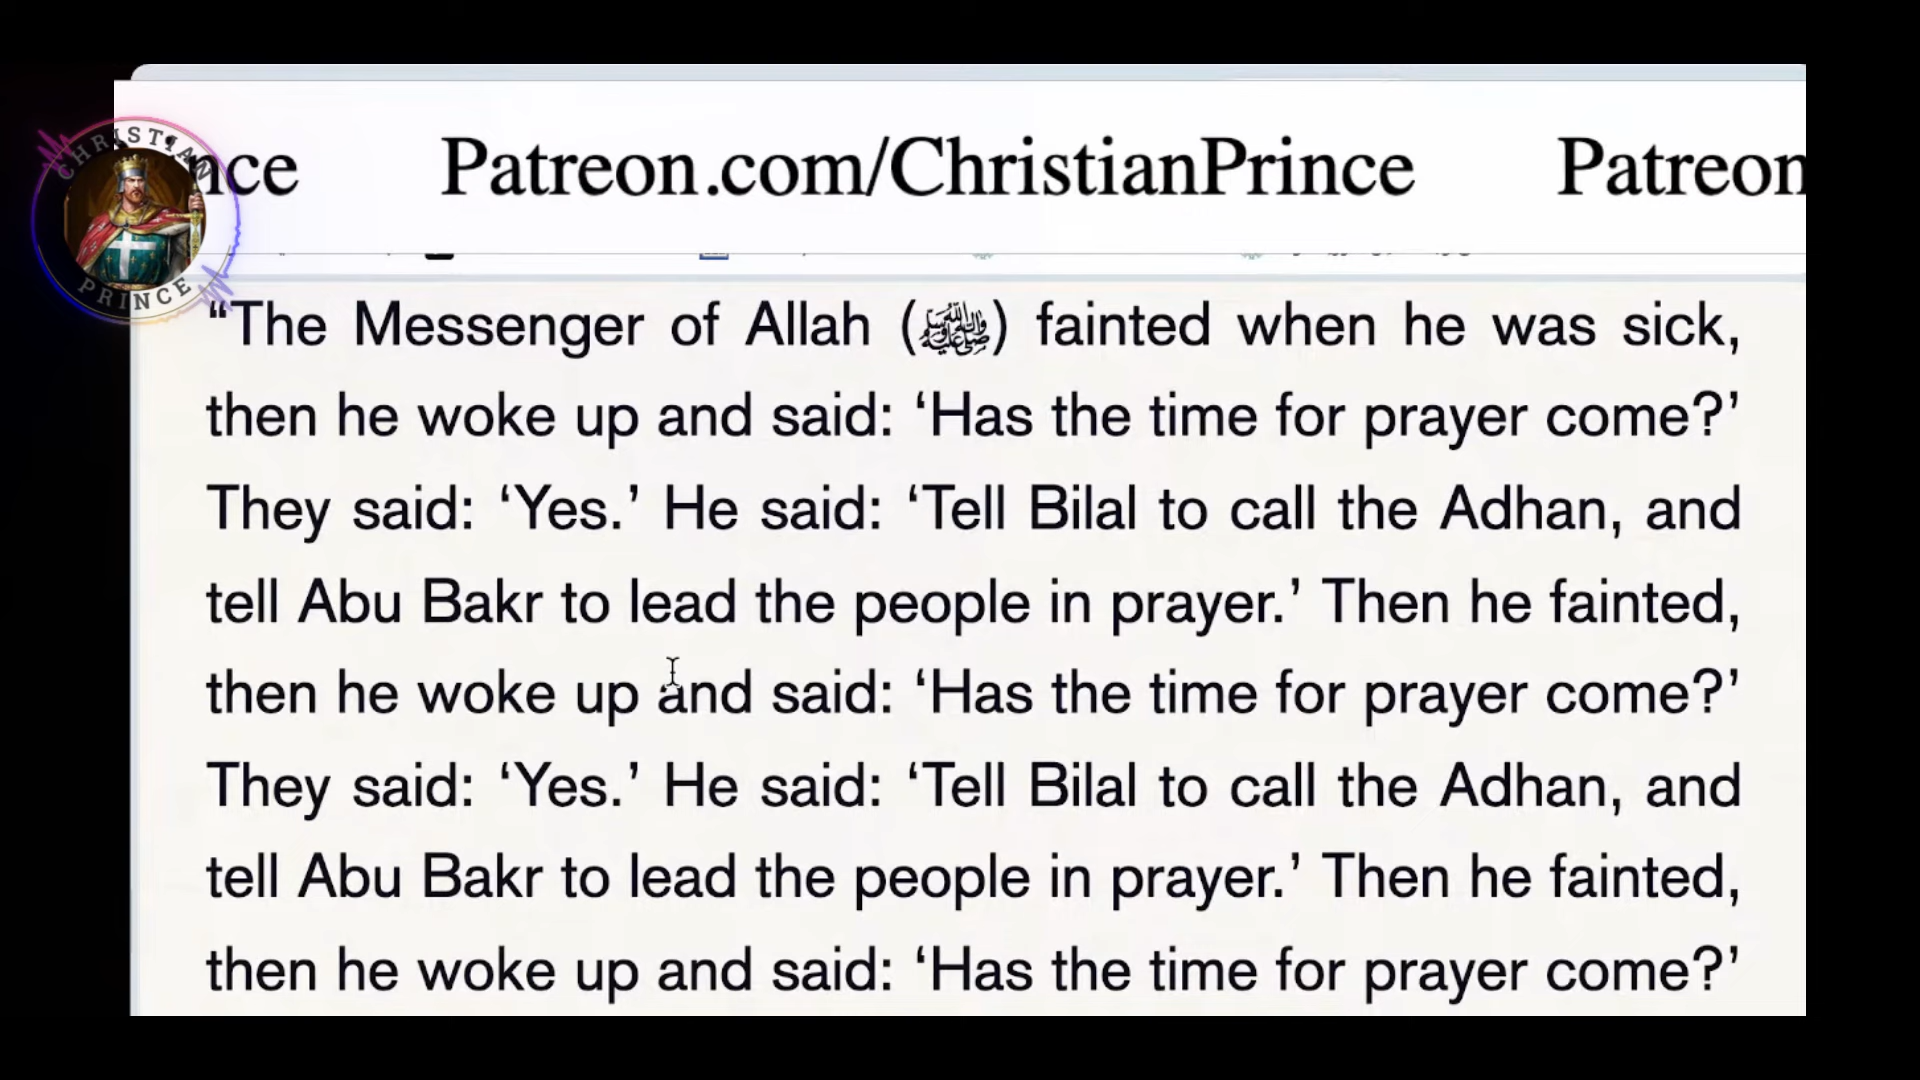 CHRISTIAN
PRINCE
nce Patreon.com/ChristianPrince Patreon
“The Messenger of Allah (ﷺ) fainted when he was sick,
then he woke up and said: ‘Has the time for prayer come?’
They said: ‘Yes.’ He said: ‘Tell Bilal to call the Adhan, and
tell Abu Bakr to lead the people in prayer.’ Then he fainted,
then he woke up and said: ‘Has the time for prayer come?’
They said: ‘Yes.’ He said: ‘Tell Bilal to call the Adhan, and
tell Abu Bakr to lead the people in prayer.’ Then he fainted,
then he woke up and said: ‘Has the time for prayer come?’